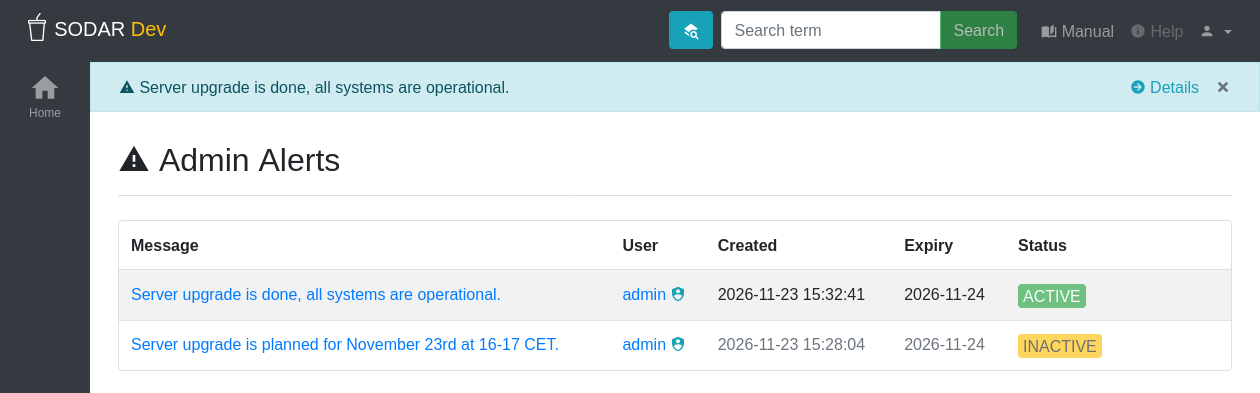 SODAR Dev
Search term
Search
Manual
Help
Home
Server upgrade is done, all systems are operational.
Details
Admin Alerts
Message User Created Expiry Status
Server upgrade is done, all systems are operational. admin 2026-11-23 15:32:41 2026-11-24 ACTIVE
Server upgrade is planned for November 23rd at 16-17 CET. admin 2026-11-23 15:28:04 2026-11-24 INACTIVE